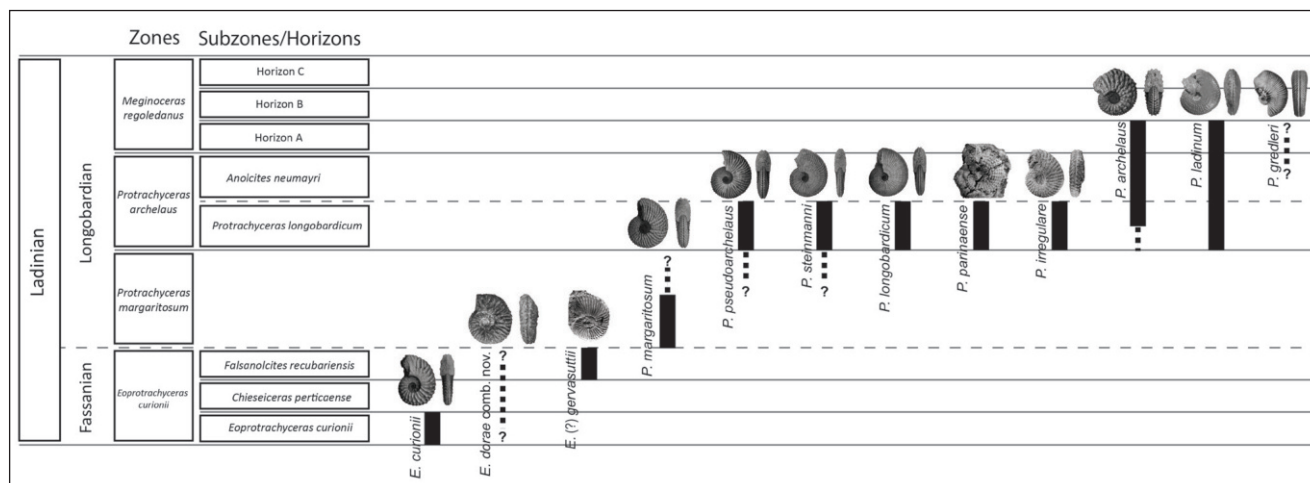 Zones
Subzones/Horizons
Ladinian
Longobardian
Fassanian
Meginoceras
regoledanus
Protrachyceras
archelaus
Protrachyceras
margaritosum
Eoprotrachyceras
curionii
Horizon C
Horizon B
Horizon A
Anoicites neumayri
Protrachyceras longobardicum
Falsanolcites recubariensis
Chieseiceras perticaense
Eoprotrachyceras curionii
E. curionii
?
E. dorae comb. nov.
?
E. (?) gervasuttii
?
P. margaritosum
P. pseudoarchelaus
?
P. steinmanni
?
P. longobardicum
P. parinaense
P. irregulare
P. archelaus
P. ladinum
P. gredleri
?
?